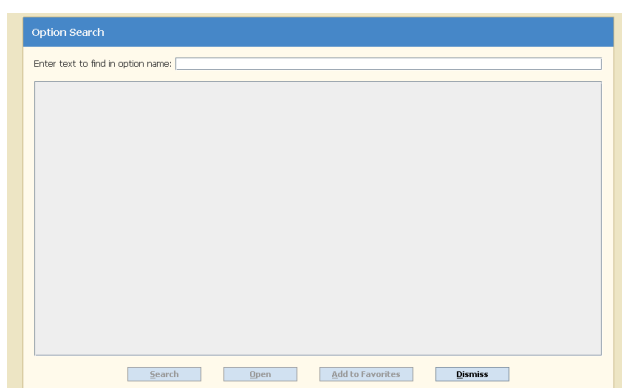 Option Search
Enter text to find in option name:
Search Open Add to Favorites Dismiss